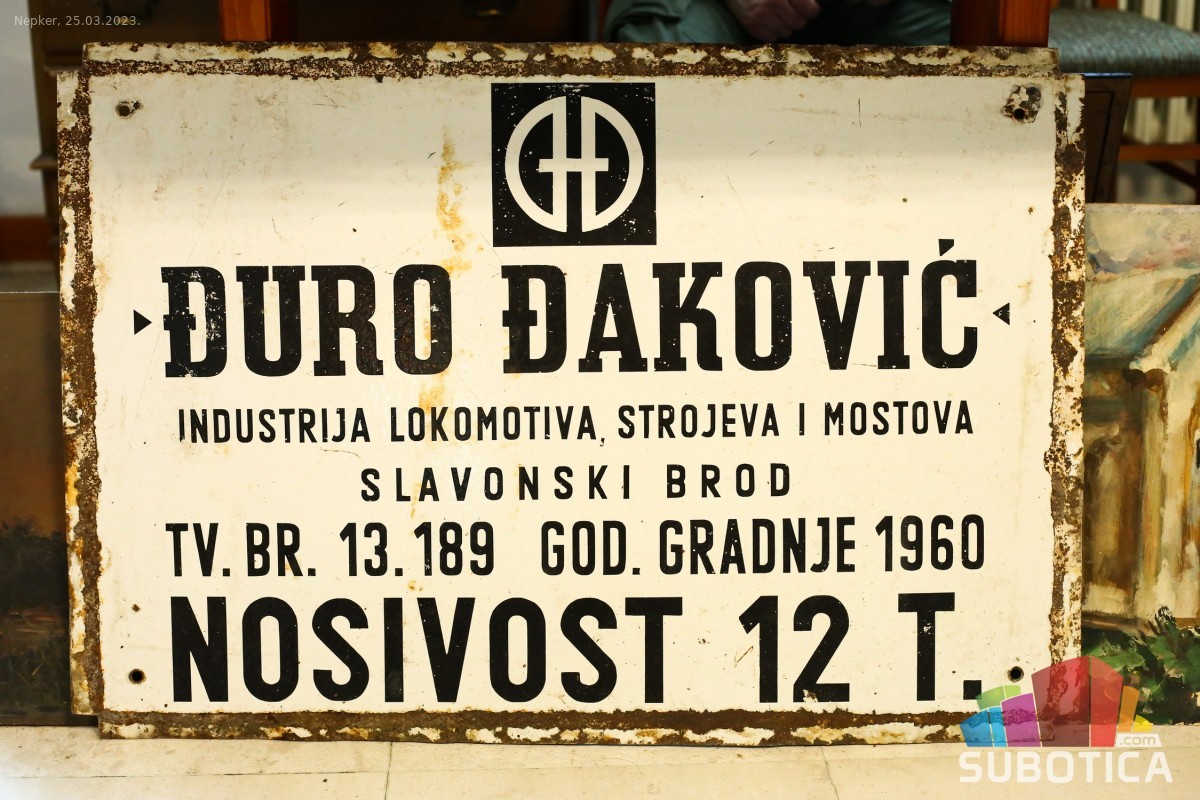 Nepker, 25.03.2023.
ĐURO ĐAKOVIĆ
INDUSTRIJA LOKOMOTIVA, STROJEVA I MOSTOVA
SLAVONSKI BROD
TV. BR. 13.189 GOD. GRADNJE 1960
NOSIVOST 12 T.
.com
SUBOTICA